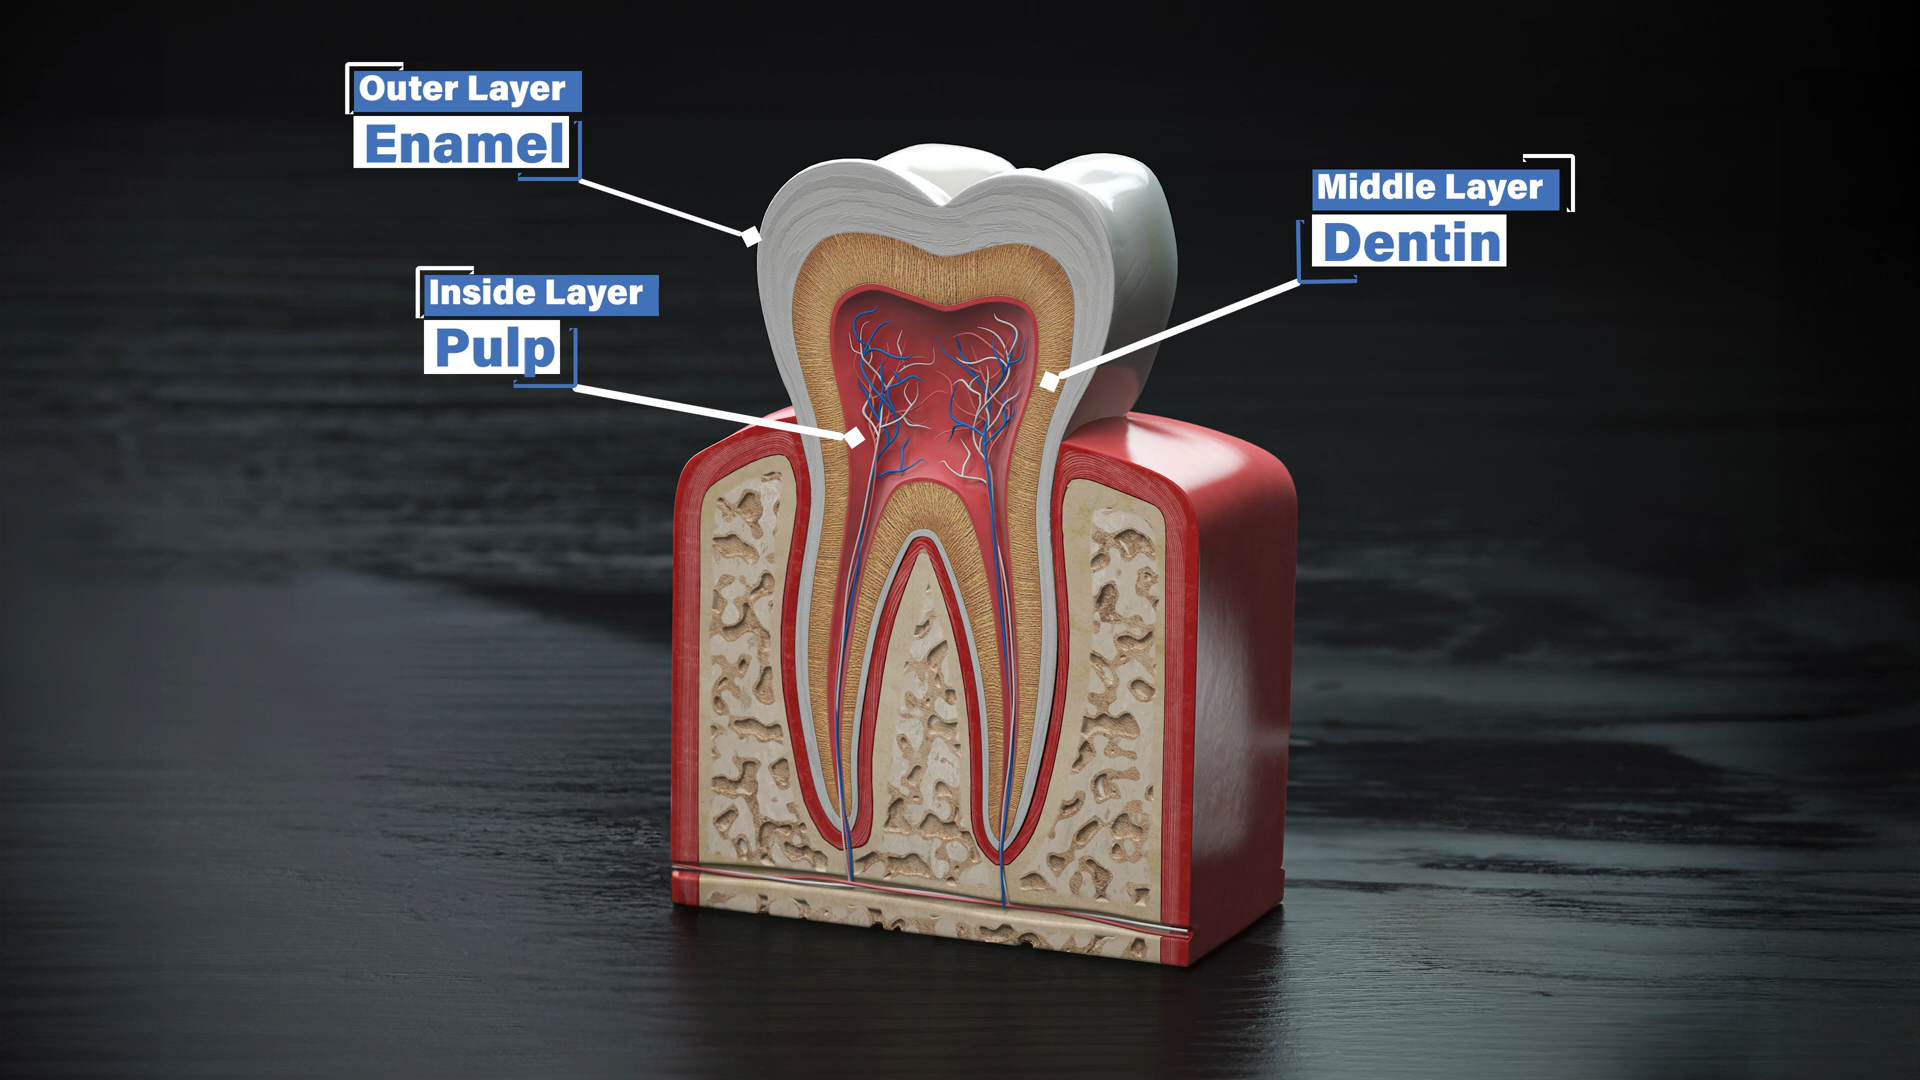 Outer Layer
Enamel
Inside Layer
Pulp
Middle Layer
Dentin